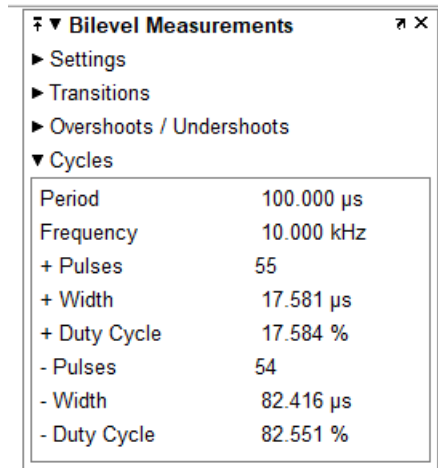 Bilevel Measurements
Settings
Transitions
Overshoots / Undershoots
Cycles
Period 100.000 µs
Frequency 10.000 kHz
+ Pulses 55
+ Width 17.581 µs
+ Duty Cycle 17.584 %
- Pulses 54
- Width 82.416 µs
- Duty Cycle 82.551 %